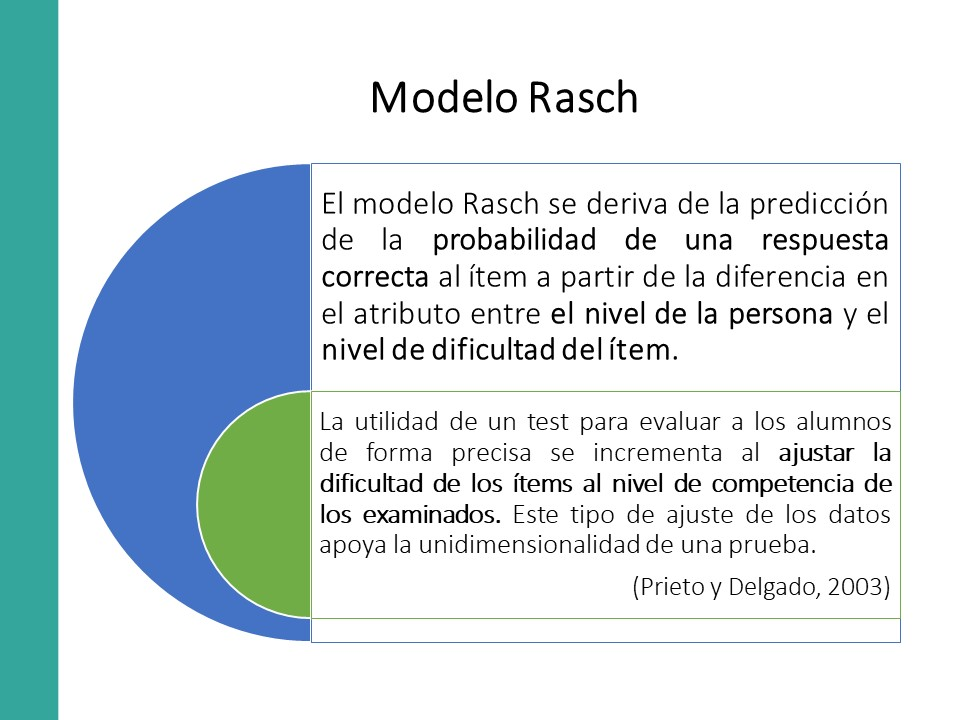 Modelo Rasch
El modelo Rasch se deriva de la predicción
de la probabilidad de una respuesta
correcta al ítem a partir de la diferencia en
el atributo entre el nivel de la persona y el
nivel de dificultad del ítem.
La utilidad de un test para evaluar a los alumnos
de forma precisa se incrementa al ajustar la
dificultad de los ítems al nivel de competencia de
los examinados. Este tipo de ajuste de los datos
apoya la unidimensionalidad de una prueba.
(Prieto y Delgado, 2003)